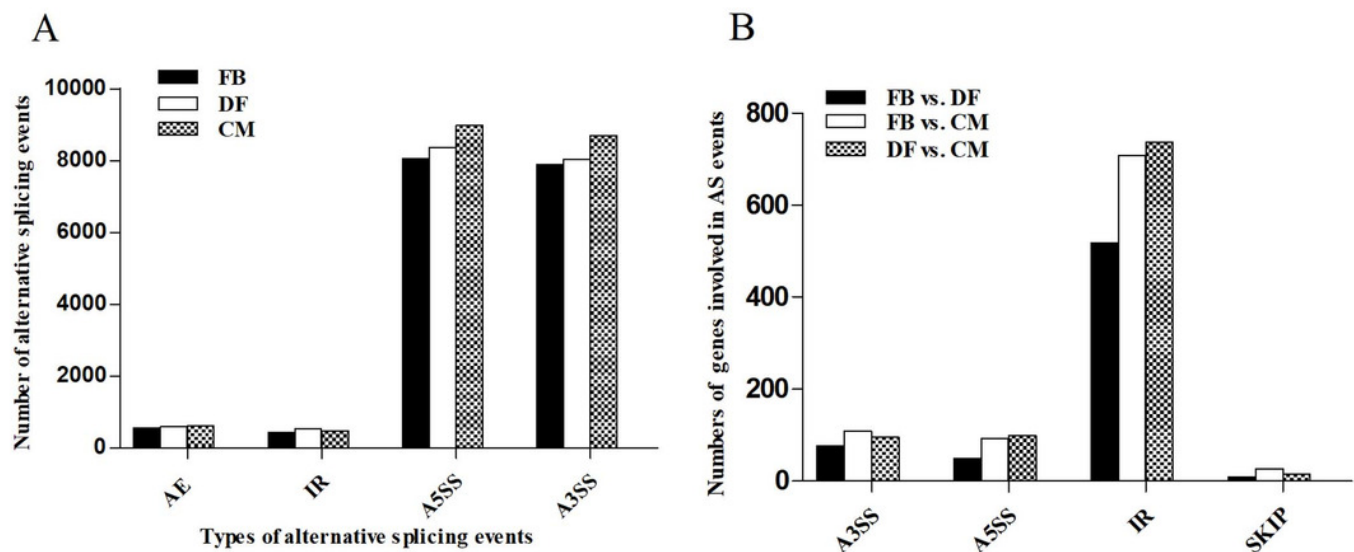 A
FB
DF
CM
Number of alternative splicing events
10000
8000
6000
4000
2000
0
AE
IR
A5SS
A3SS
Types of alternative splicing events
B
FB vs. DF
FB vs. CM
DF vs. CM
Numbers of genes involved in AS events
800
600
400
200
0
A3SS
A5SS
IR
SKIP